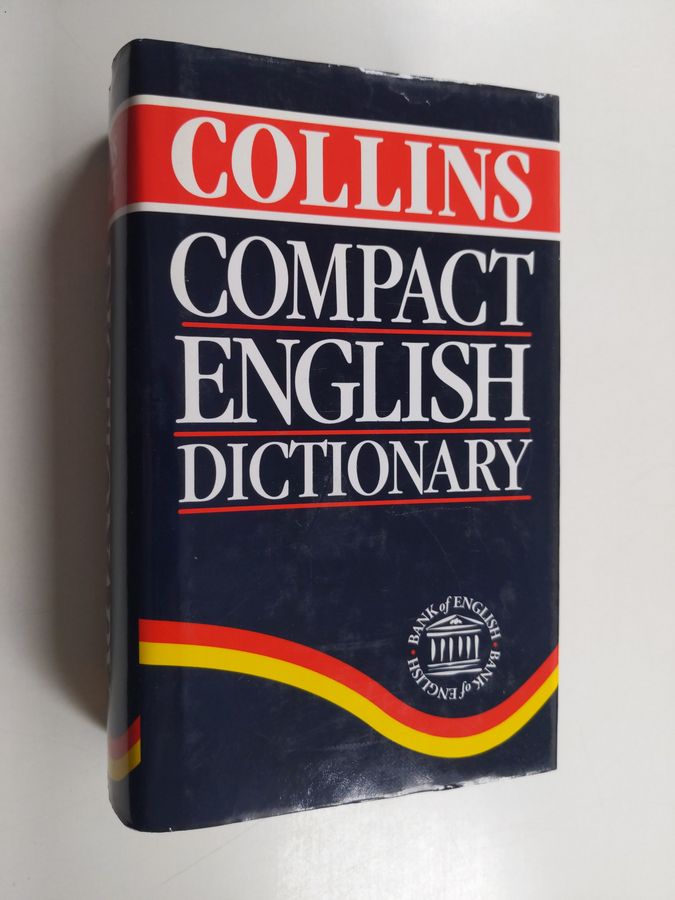 COLLINS
COMPACT
ENGLISH
DICTIONARY
BANK of ENGLISH • BANK of ENGLISH •